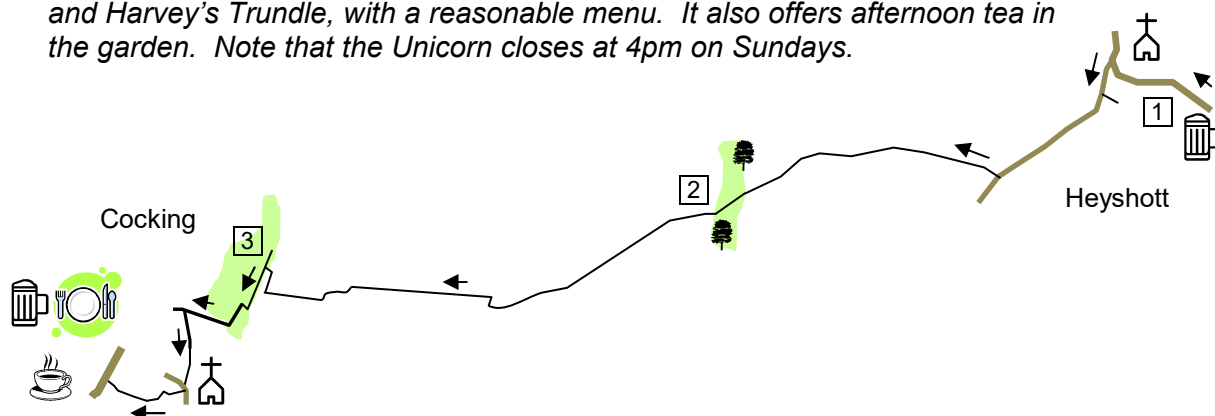 and Harvey’s Trundle, with a reasonable menu.  It also offers afternoon tea in
the garden.  Note that the Unicorn closes at 4pm on Sundays.
1
2
Heyshott
Cocking
3